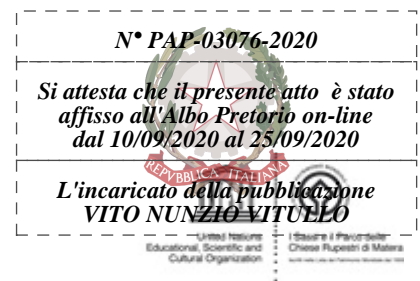 N° PAP-03076-2020
Si attesta che il presente atto è stato
affisso all'Albo Pretorio on-line
dal 10/09/2020 al 25/09/2020
REPVBBLICA ITALIANA
L'incaricato della pubblicazione
VITO NUNZIO VITULLO
United Nations
Educational, Scientific and
Cultural Organization
I Sassi e il Parco delle
Chiese Rupestri di Matera